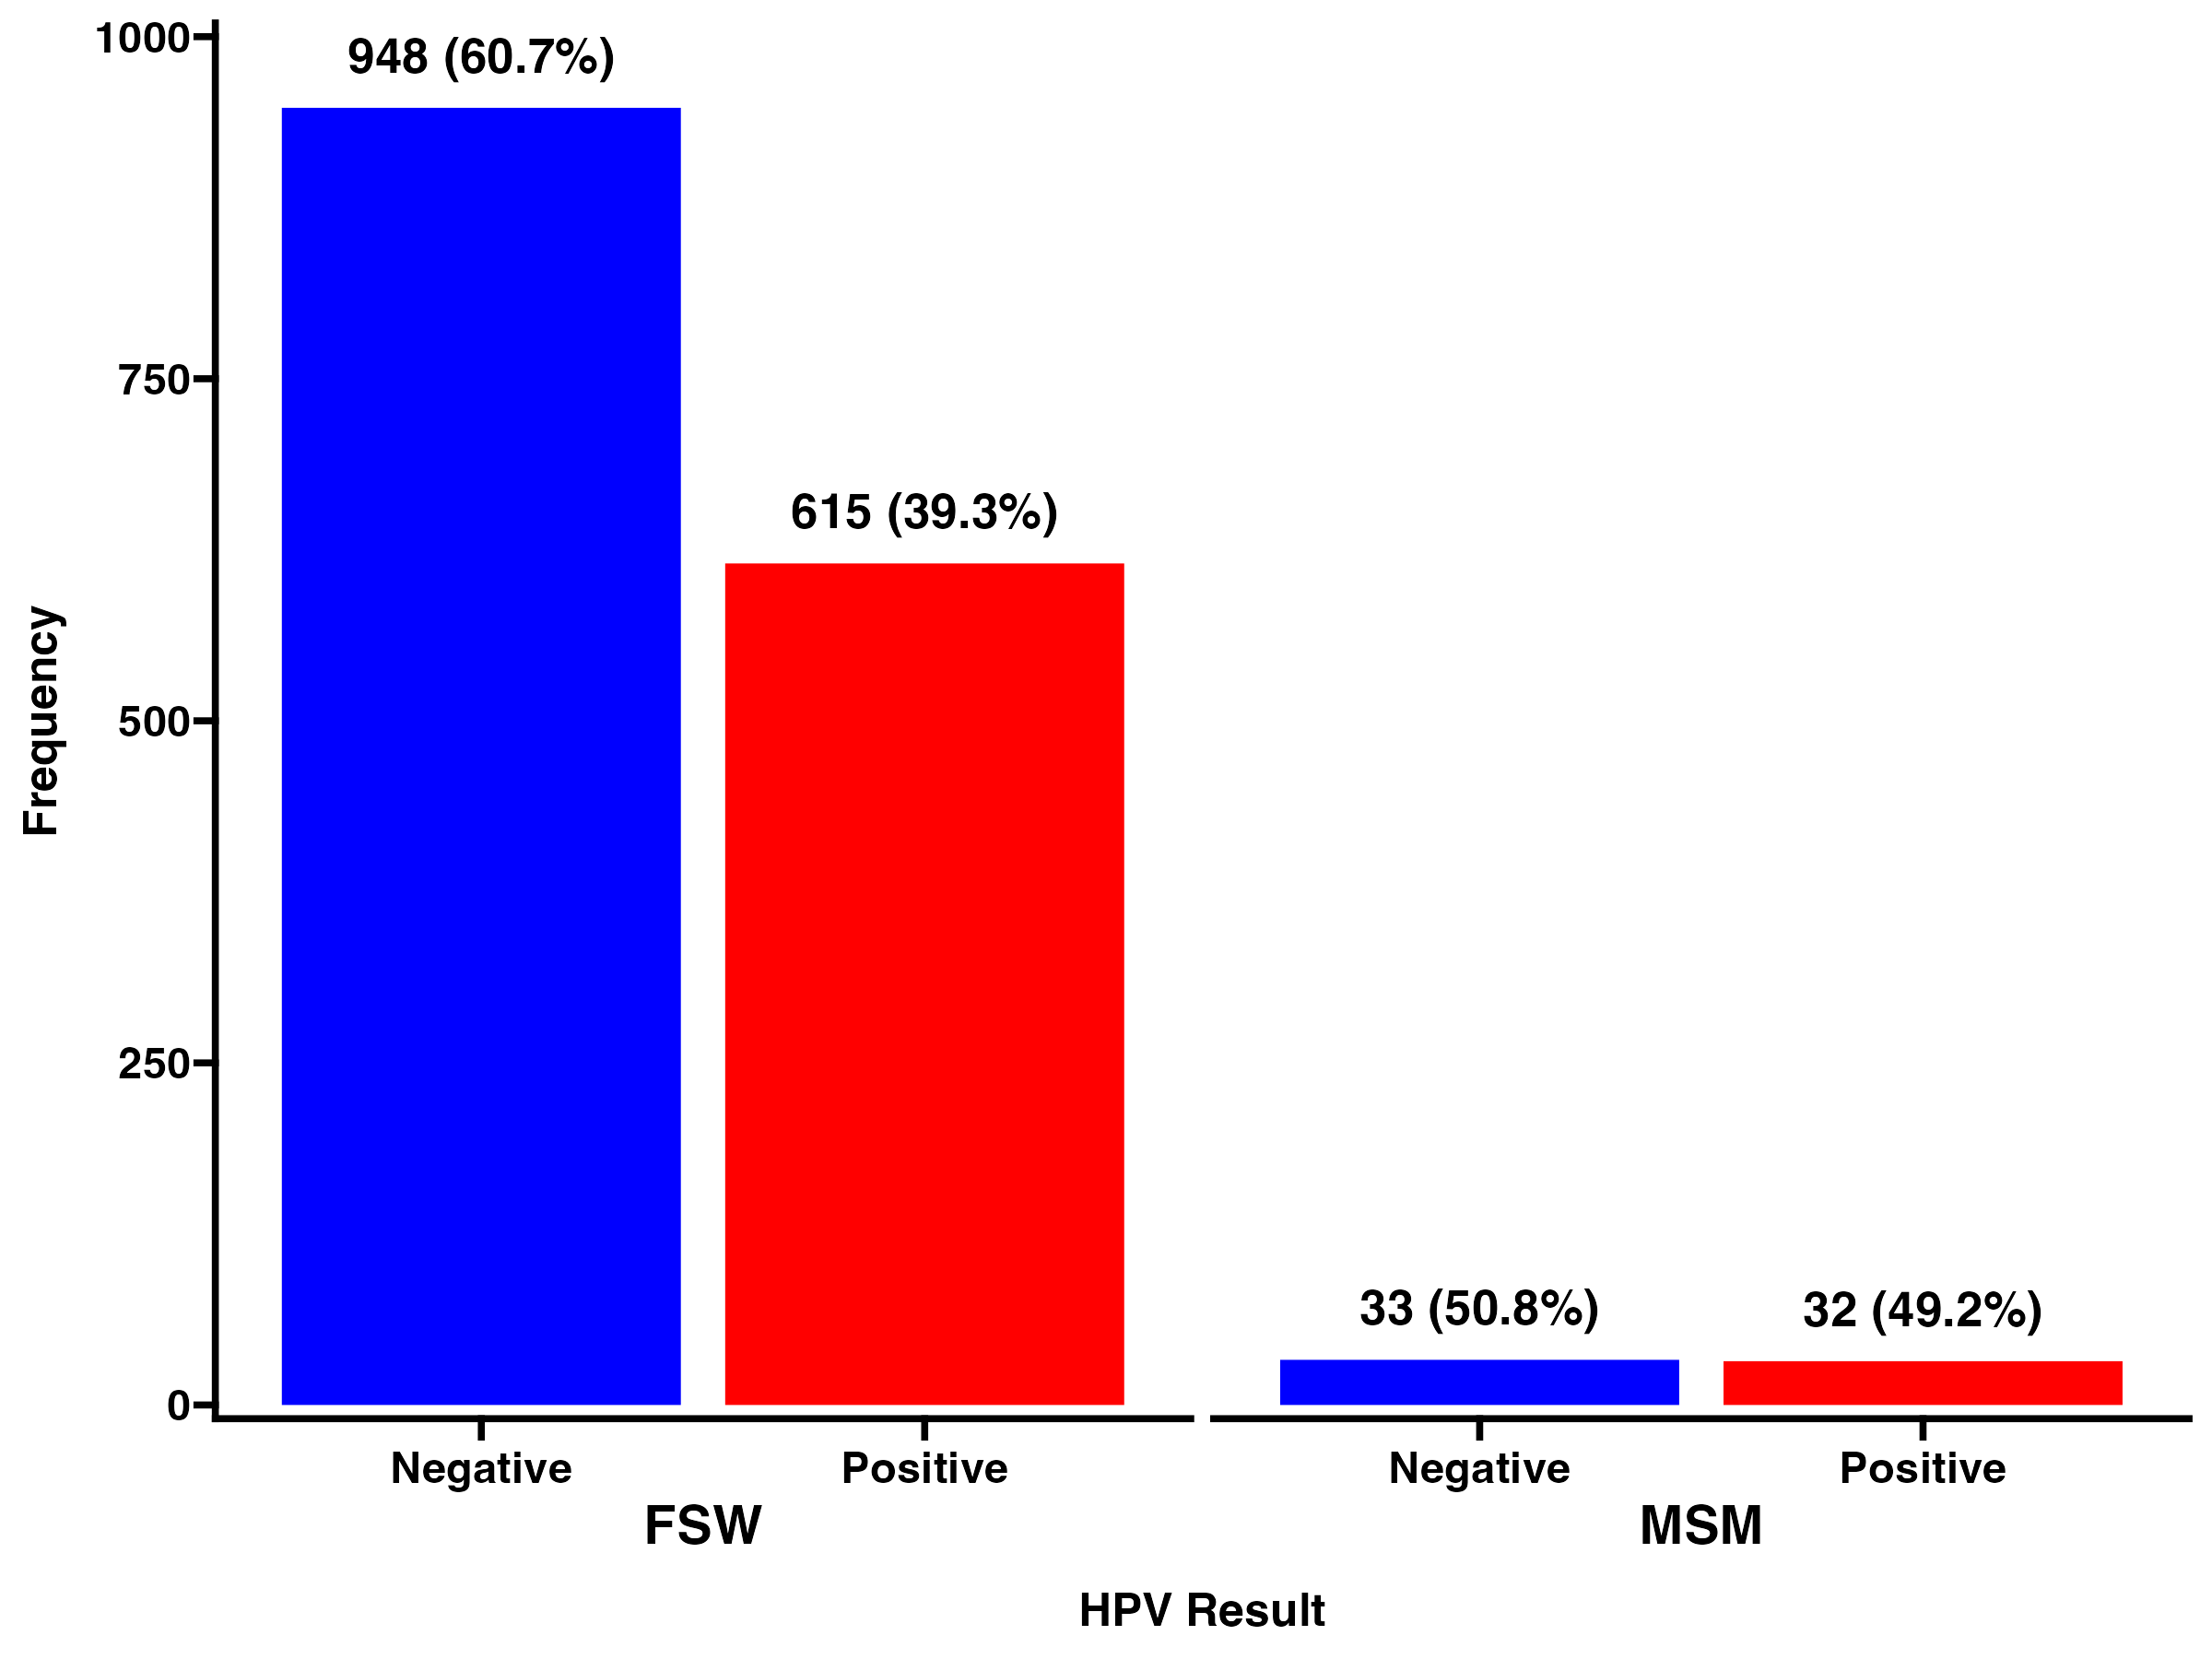 1000
948 (60.7%)
750
615 (39.3%)
500
Frequency
250
33 (50.8%)
32 (49.2%)
0
Negative
Positive
Negative
Positive
FSW
MSM
HPV Result